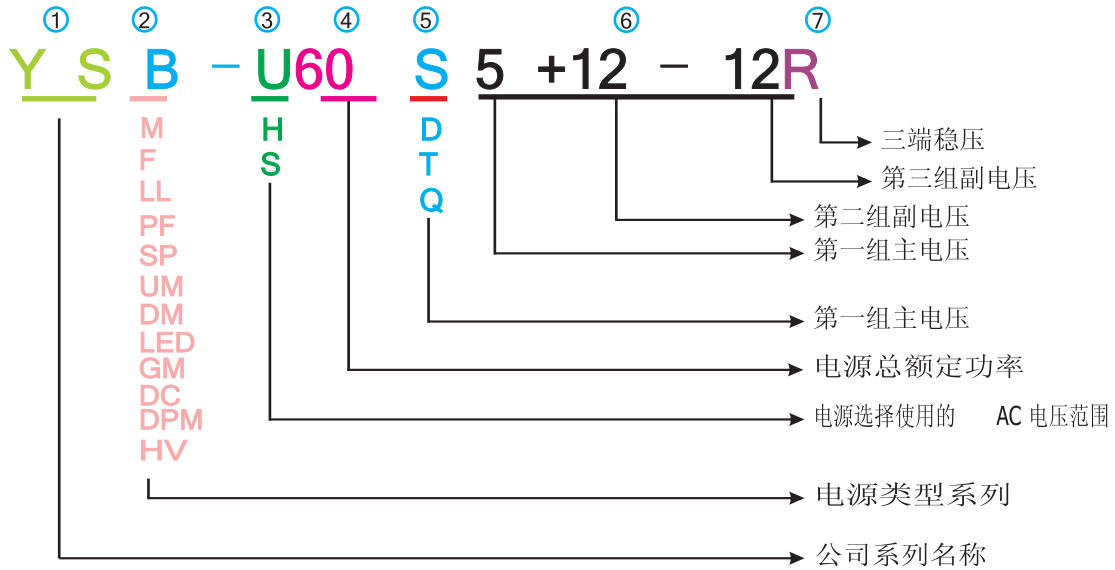 ① ② ③ ④ ⑤ ⑥ ⑦
Y S B － U60 S 5 +12 － 12R
M
F
LL
PF
SP
UM
DM
LED
GM
DC
DPM
HV
H
S
D
T
Q
三端稳压
第三组副电压
第二组副电压
第一组主电压
第一组主电压
电源总额定功率
电源选择使用的 AC 电压范围
电源类型系列
公司系列名称